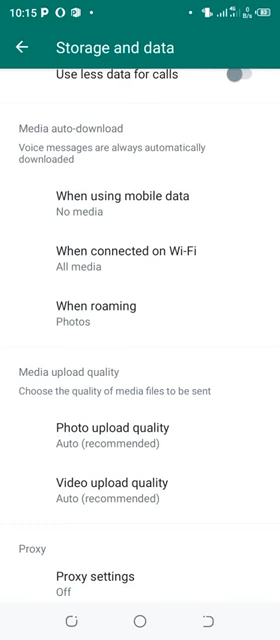 10:15 P
4G
0
B/s
83
Storage and data
Use less data for calls
Media auto-download
Voice messages are always automatically
downloaded
When using mobile data
No media
When connected on Wi-Fi
All media
When roaming
Photos
Media upload quality
Choose the quality of media files to be sent
Photo upload quality
Auto (recommended)
Video upload quality
Auto (recommended)
Proxy
Proxy settings
Off